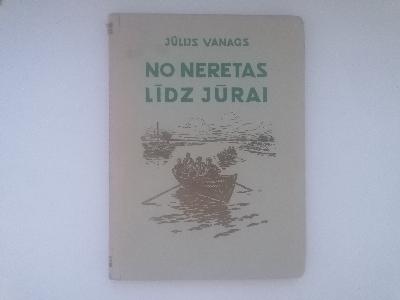 JŪLIJS VANAGS
NO NERETAS
LĪDZ JŪRAI